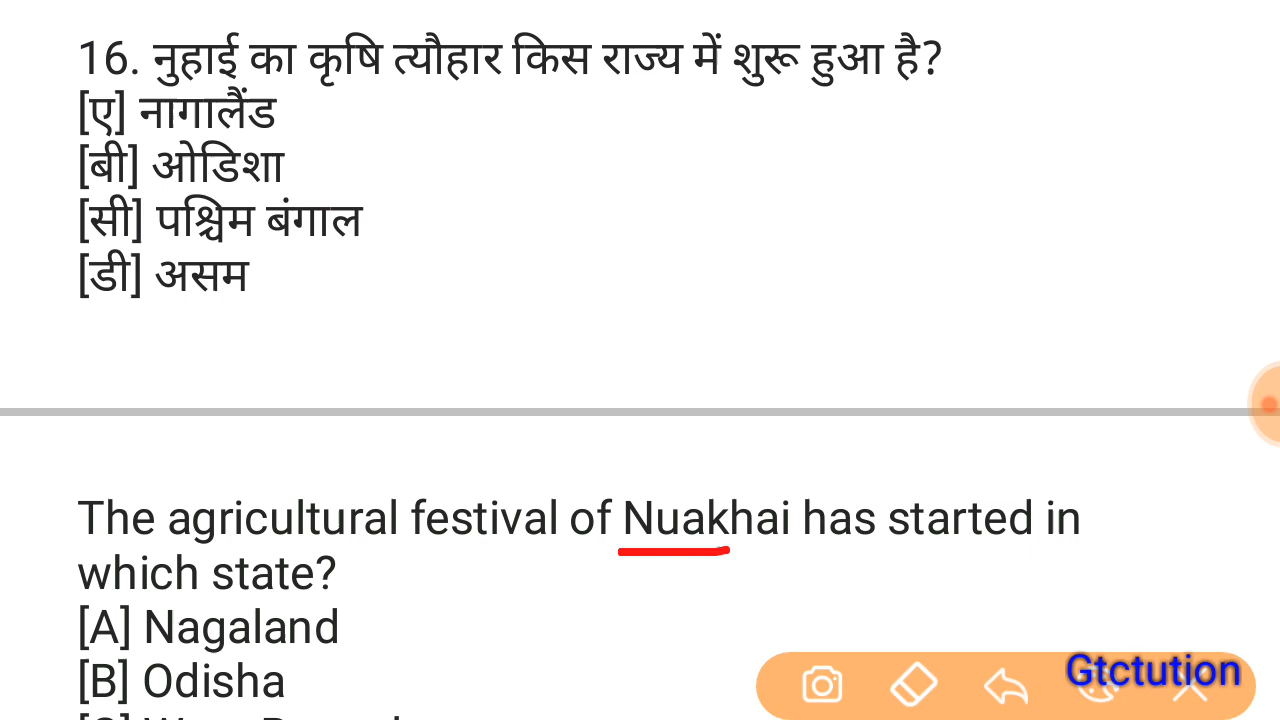 16. नुहाई का कृषि त्यौहार किस राज्य में शुरू हुआ है?
[ए] नागालैंड
[बी] ओडिशा
[सी] पश्चिम बंगाल
[डी] असम
The agricultural festival of Nuakhai has started in
which state?
[A] Nagaland
[B] Odisha
Gtctution